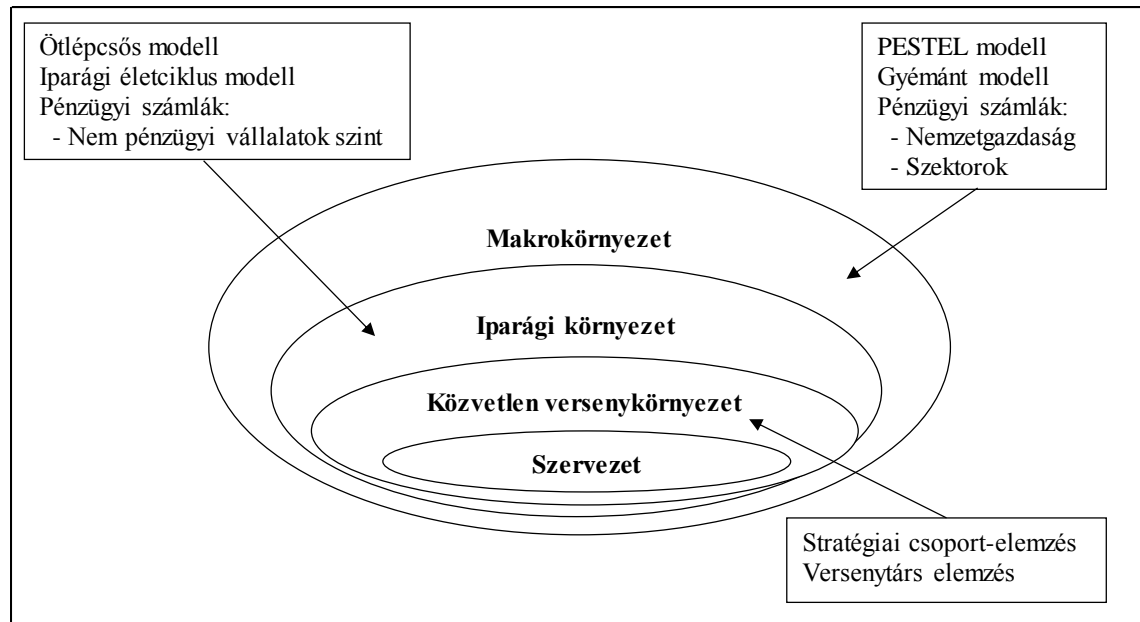 Ötlépcsős modell
Iparági életciklus modell
Pénzügyi számlák:
- Nem pénzügyi vállalatok szint
PESTEL modell
Gyémánt modell
Pénzügyi számlák:
- Nemzetgazdaság
- Szektorok
Makrokörnyezet
Iparági környezet
Közvetlen versenykörnyezet
Szervezet
Stratégiai csoport-elemzés
Versenytárs elemzés